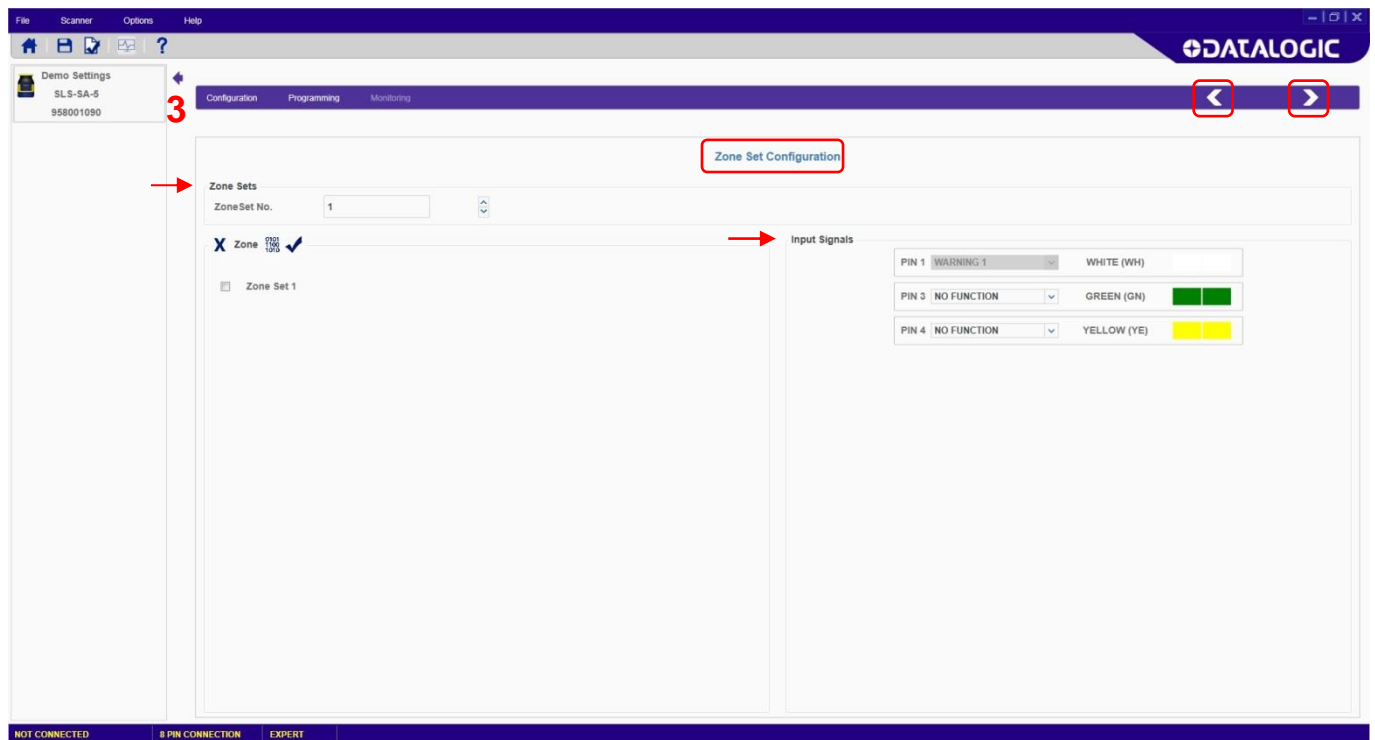 File Scanner Options Help
?
DATALOGIC
Demo Settings
SLS-SA-5
958001090
3
Configuration Programming Monitoring
Zone Set Configuration
Zone Sets
ZoneSet No. 1
X Zone 0101 1100 1010
Zone Set 1
Input Signals
PIN 1 WARNING 1 WHITE (WH)
PIN 3 NO FUNCTION GREEN (GN)
PIN 4 NO FUNCTION YELLOW (YE)
NOT CONNECTED 8 PIN CONNECTION EXPERT